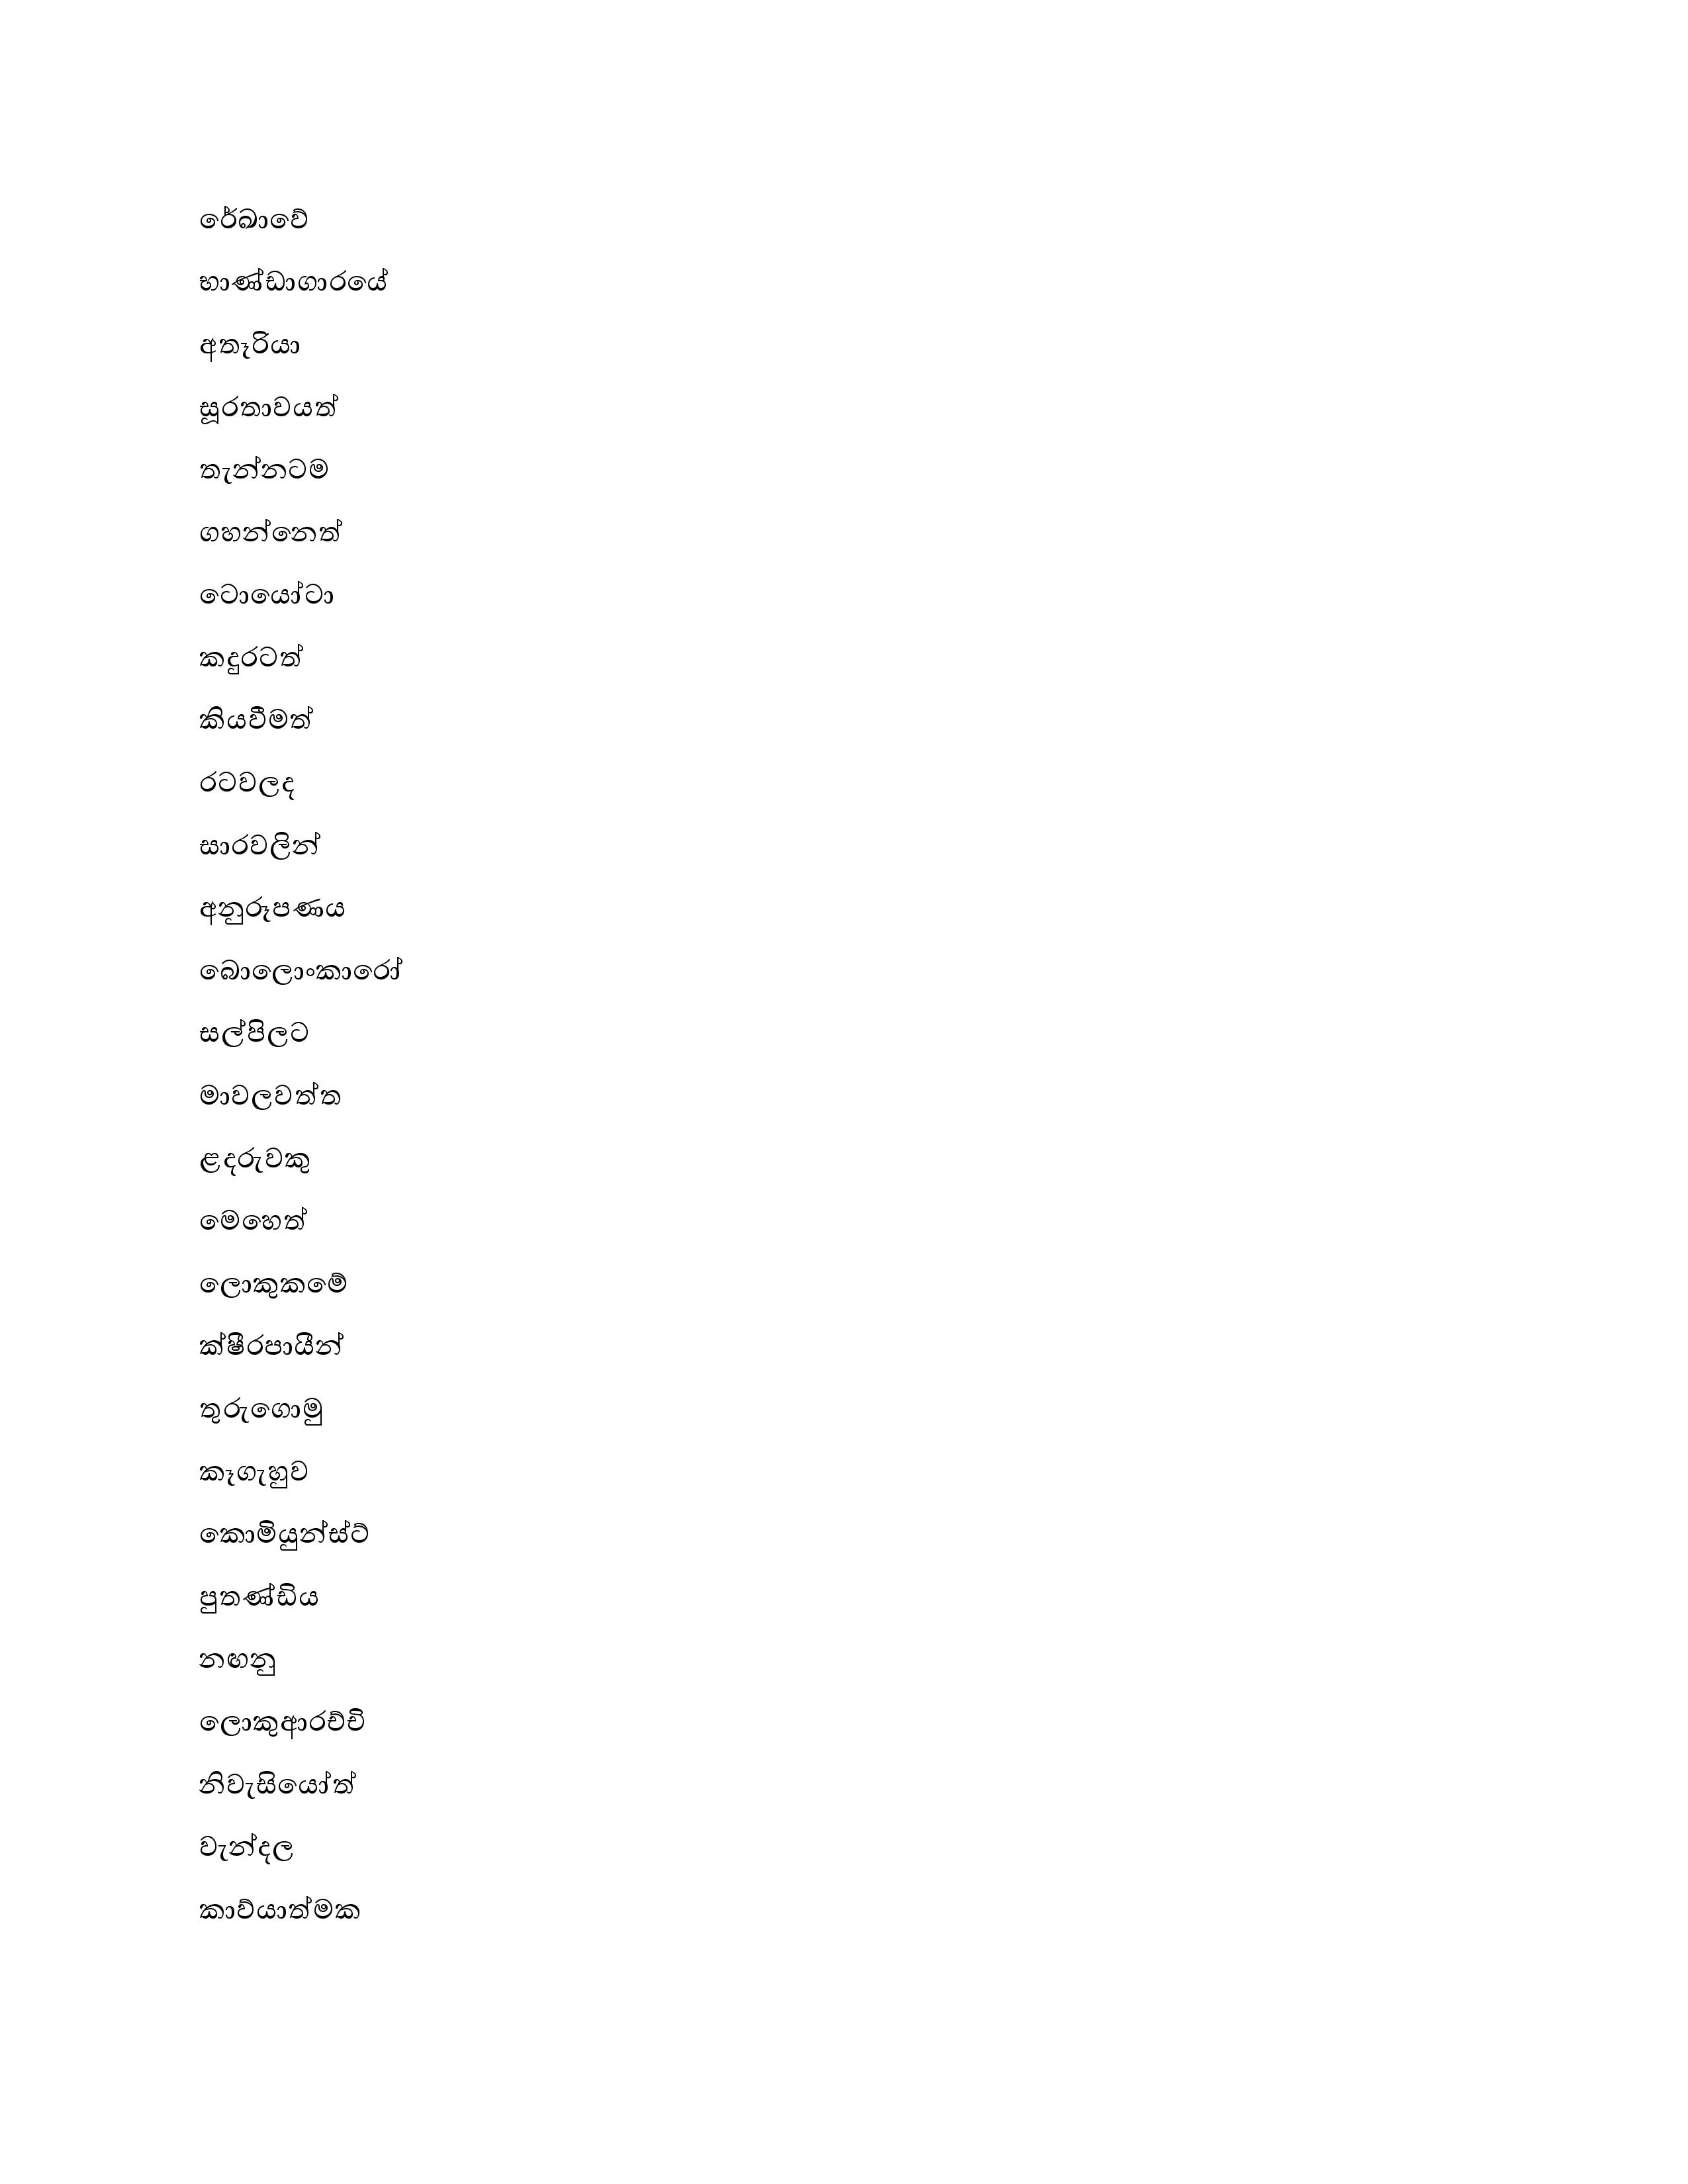 රේඛාවේ
භාණ්ඩාගාරයේ
අතෑරියා
සූරතාවයත්
තැන්නටම
ගහන්නෙත්
ටොයෝටා
කදුරටත්
කියවීමත්
රටවලද
සාරවලින්
අනුරූපණය
බොලොංකාරෝ
සල්පිලට
මාවලවත්ත
ළදරුවකු
මෙහෙත්
ලොකුකමේ
ක්ෂීරපායීන්
තුරුගොමු
කෑගැහුව
කොමියුන්ස්ට්
පුතණ්ඩිය
නඟනු
ලොකුආරච්චි
නිවැසියෝත්
වැන්දල
කාව්යාත්මක